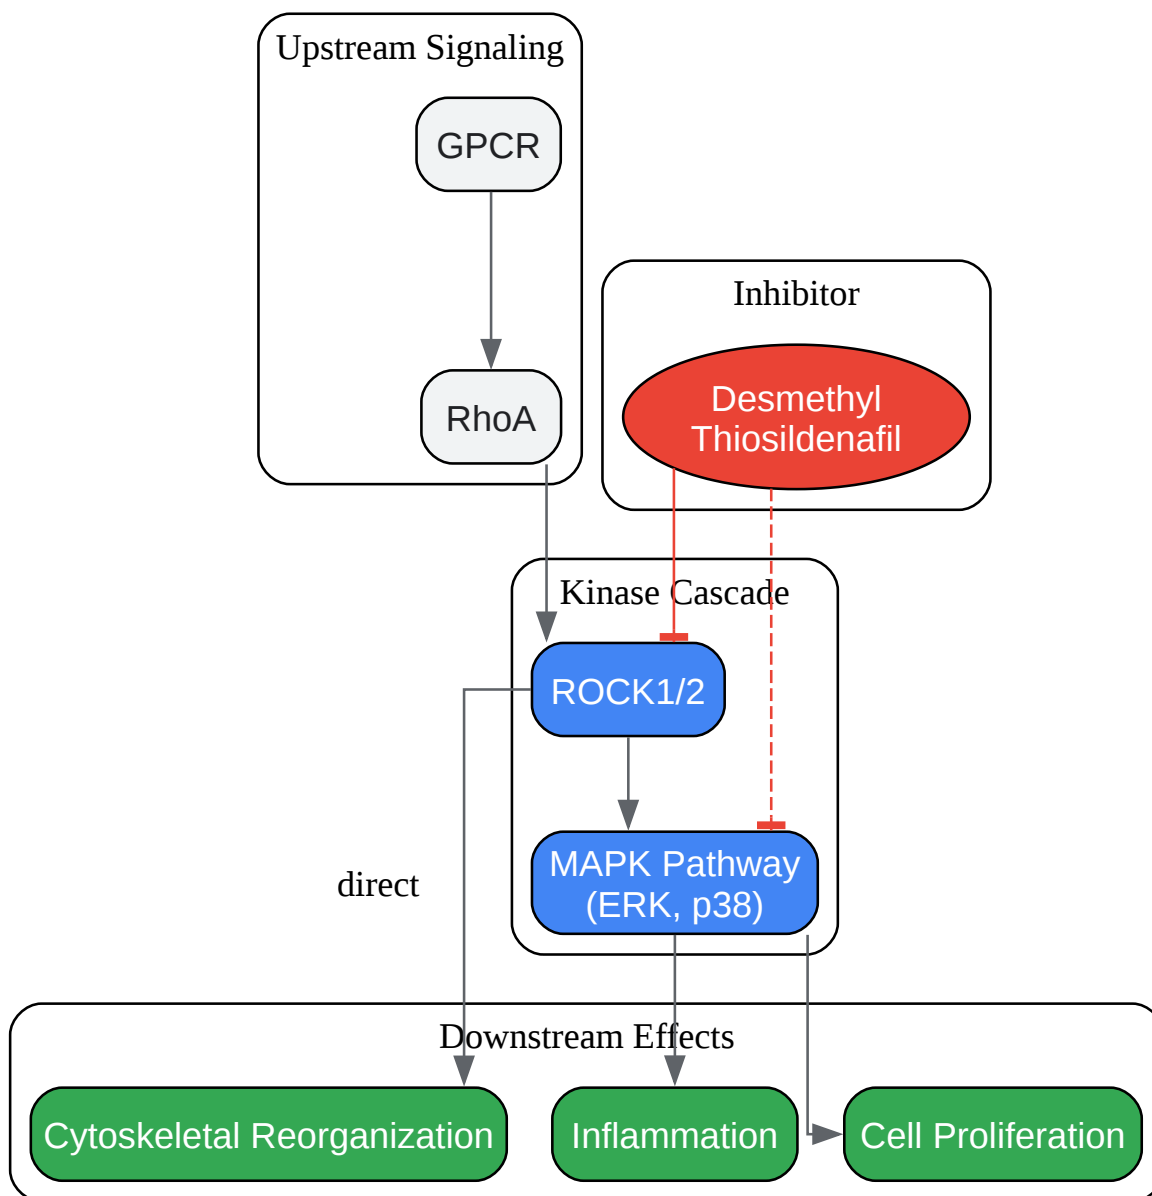 Upstream Signaling
GPCR
RhoA
Inhibitor
Desmethyl
Thiosildenafil
Kinase Cascade
ROCK1/2
MAPK Pathway
(ERK, p38)
direct
Downstream Effects
Cytoskeletal Reorganization
Inflammation
Cell Proliferation